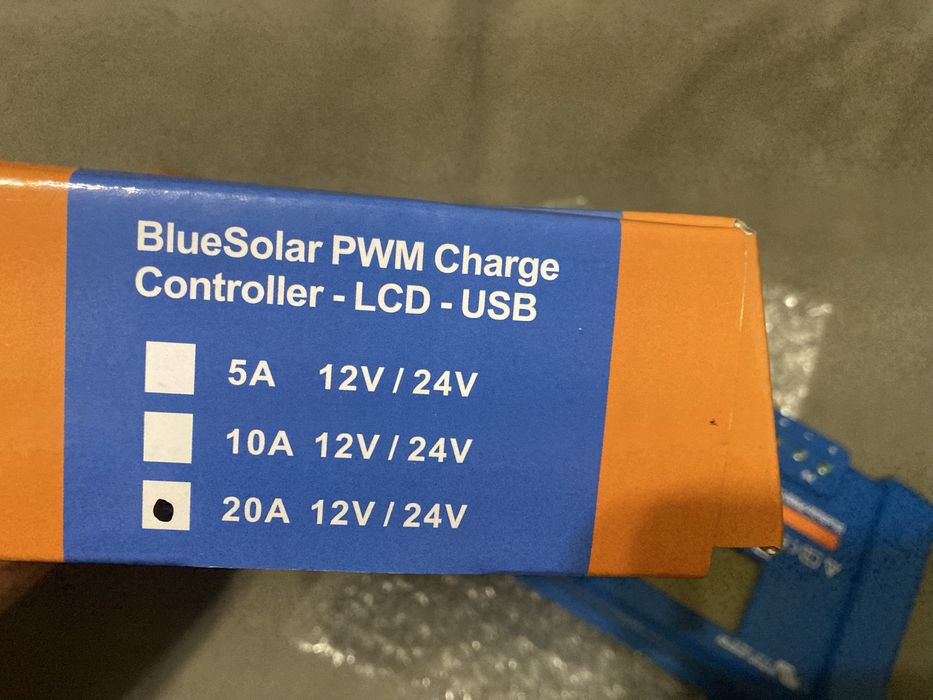 BlueSolar PWM Charge
Controller - LCD - USB
5A 12V / 24V
10A 12V / 24V
20A 12V / 24V